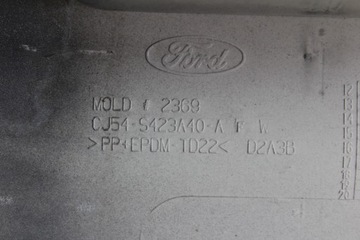 Ford
MOLD # 2369
CJ54-S423A40-A F W
>PP+EPDM-TD22< D2A3B